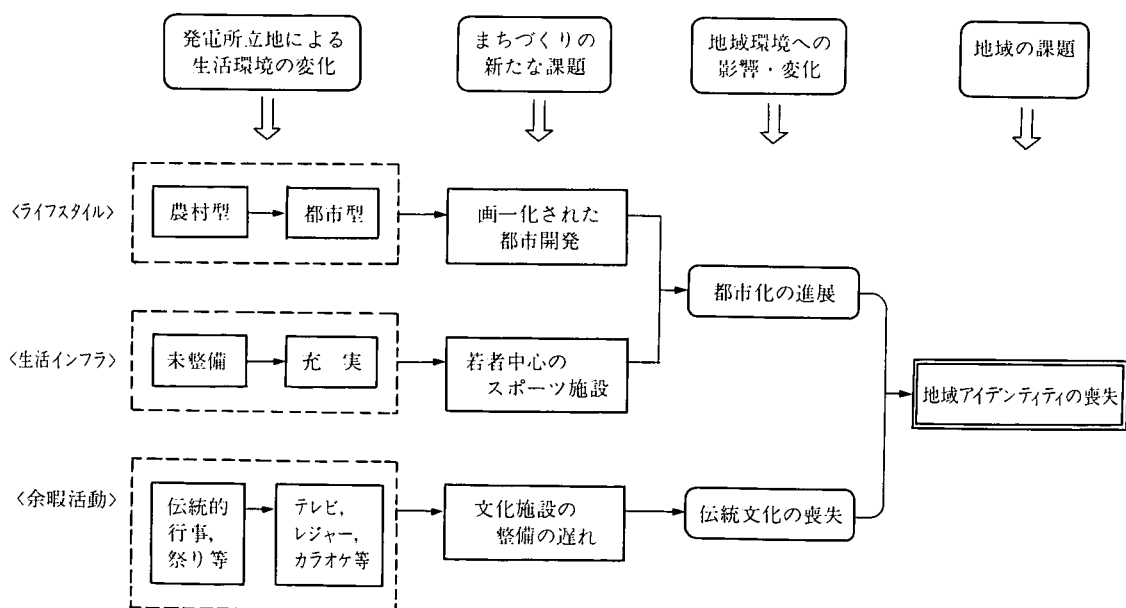 発電所立地による
生活環境の変化
まちづくりの
新たな課題
地域環境への
影響・変化
地域の課題
〈ライフスタイル〉
農村型
都市型
画一化された
都市開発
都市化の進展
〈生活インフラ〉
未整備
充 実
若者中心の
スポーツ施設
地域アイデンティティの喪失
〈余暇活動〉
伝統的
行事,
祭り等
テレビ,
レジャー,
カラオケ等
文化施設の
整備の遅れ
伝統文化の喪失